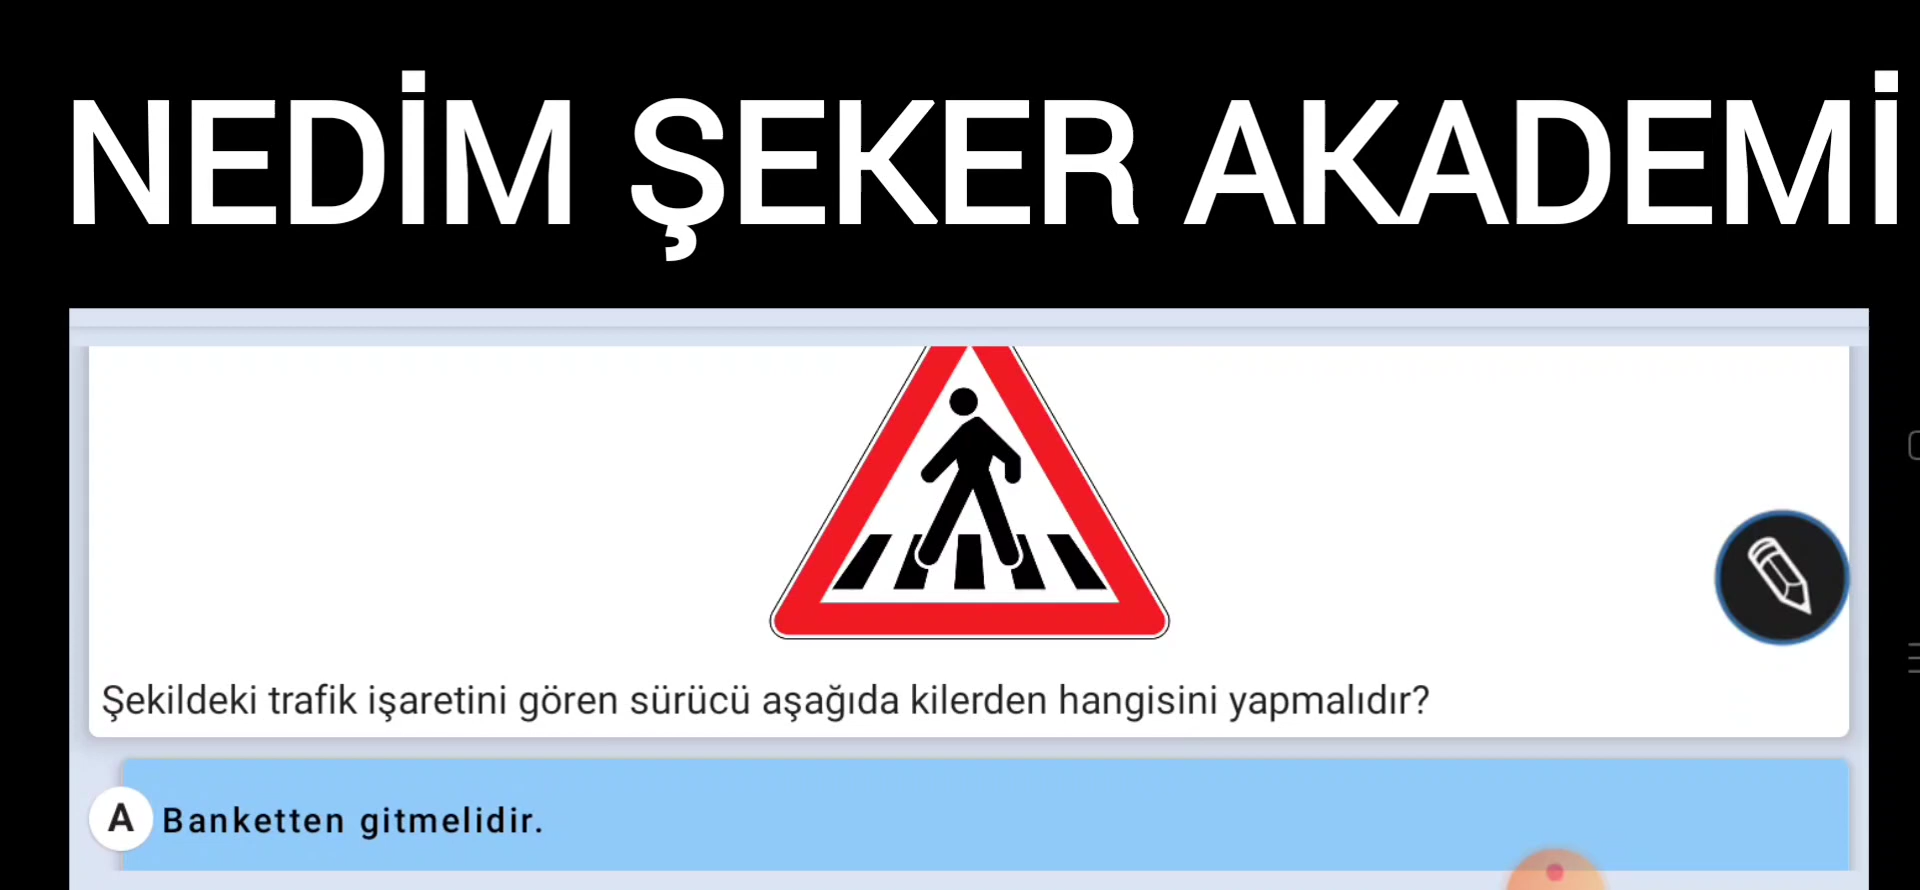 NEDİM ŞEKER AKADEMİ
Şekildeki trafik işaretini gören sürücü aşağıda kilerden hangisini yapmalıdır?
A Banketten gitmelidir.